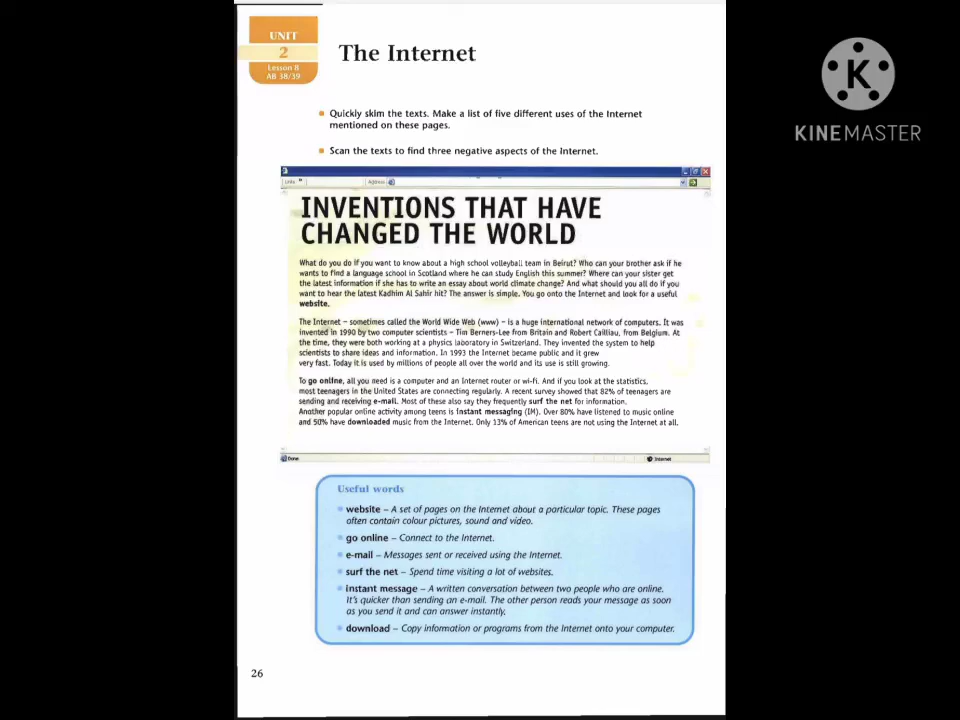 UNIT
2
Lesson 8
AB 38/39
The Internet
KINEMASTER
Quickly skim the texts. Make a list of five different uses of the Internet
mentioned on these pages.
Scan the texts to find three negative aspects of the Internet.
Links
Address
INVENTIONS THAT HAVE
CHANGED THE WORLD
What do you do if you want to know about a high school volleyball team in Beirut? Who can your brother ask if he
wants to find a language school in Scotland where he can study English this summer? Where can your sister get
the latest information if she has to write an essay about world climate change? And what should you all do if you
want to hear the latest Kadhim Al Sahir hit? The answer is simple. You go onto the Internet and look for a useful
website.
The Internet – sometimes called the World Wide Web (www) – is a huge international network of computers. It was
invented in 1990 by two computer scientists – Tim Berners-Lee from Britain and Robert Cailliau, from Belgium. At
the time, they were both working at a physics laboratory in Switzerland. They invented the system to help
scientists to share ideas and information. In 1993 the Internet became public and it grew
very fast. Today it is used by millions of people all over the world and its use is still growing.
To go online, all you need is a computer and an Internet router or wi-fi. And if you look at the statistics,
most teenagers in the United States are connecting regularly. A recent survey showed that 82% of teenagers are
sending and receiving e-mail. Most of these also say they frequently surf the net for information.
Another popular online activity among teens is instant messaging (IM). Over 80% have listened to music online
and 50% have downloaded music from the Internet. Only 13% of American teens are not using the Internet at all.
Done
Internet
Useful words
website – A set of pages on the Internet about a particular topic. These pages
often contain colour pictures, sound and video.
go online – Connect to the Internet.
e-mail – Messages sent or received using the Internet.
surf the net – Spend time visiting a lot of websites.
instant message – A written conversation between two people who are online.
It's quicker than sending an e-mail. The other person reads your message as soon
as you send it and can answer instantly.
download – Copy information or programs from the Internet onto your computer.
26